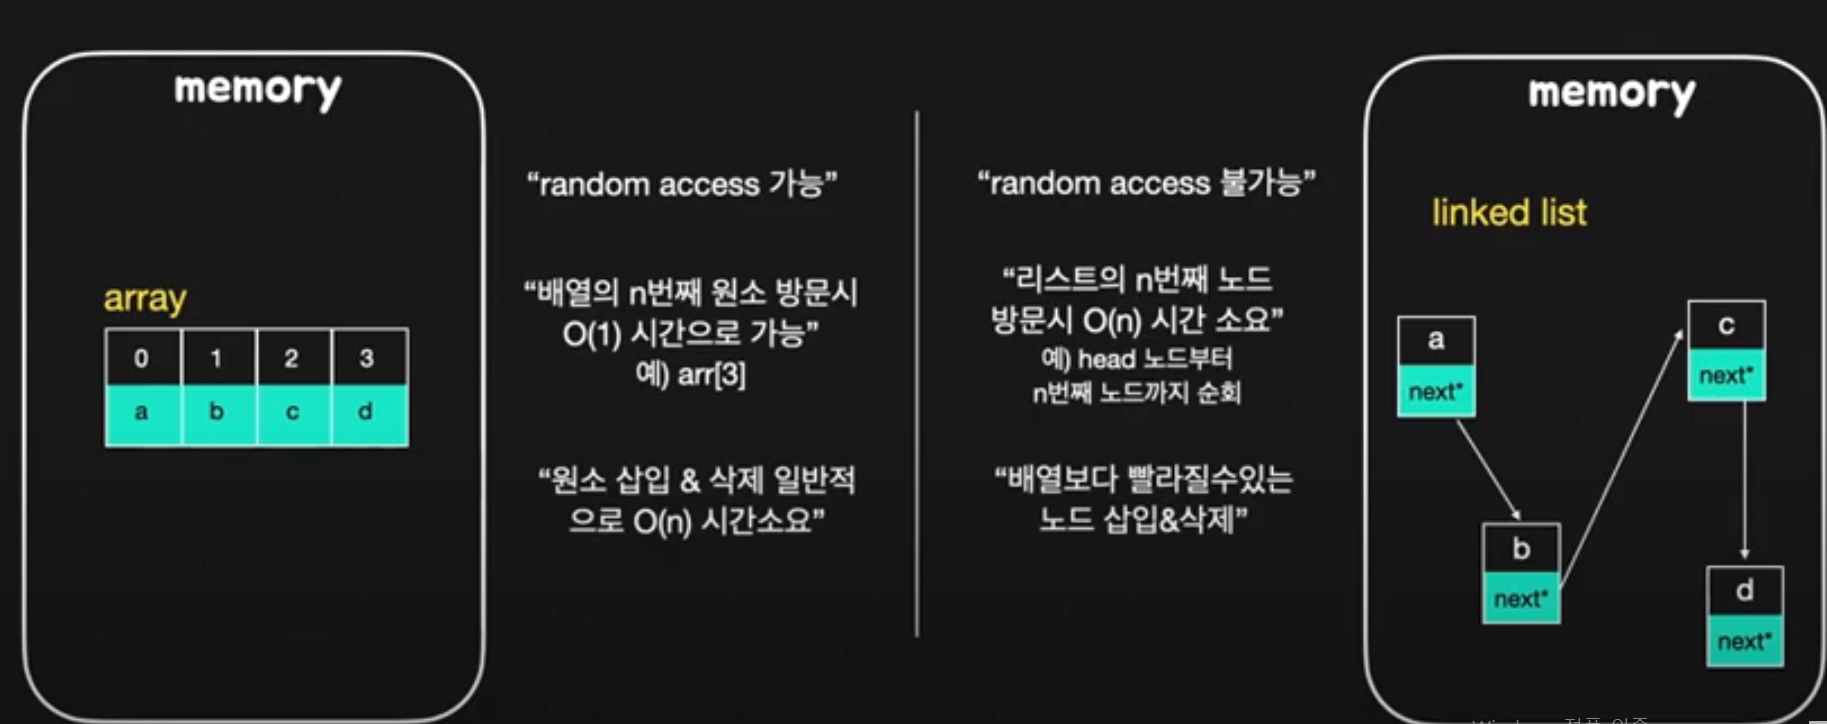 memory
array
0 1 2 3
a b c d
“random access 가능”
“배열의 n번째 원소 방문시
O(1) 시간으로 가능”
예) arr[3]
“원소 삽입 & 삭제 일반적
으로 O(n) 시간소요”
“random access 불가능”
“리스트의 n번째 노드
방문시 O(n) 시간 소요”
예) head 노드부터
n번째 노드까지 순회
“배열보다 빨라질수있는
노드 삽입&삭제”
memory
linked list
a
next*
b
next*
c
next*
d
next*
Windows 정품 인증